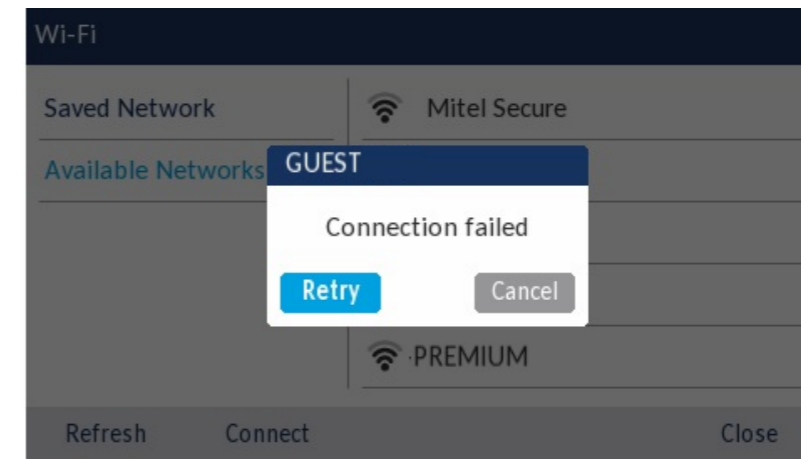 Wi-Fi
Saved Network
Mitel Secure
Available Networks
GUEST
Connection failed
Retry
Cancel
·PREMIUM
Refresh
Connect
Close